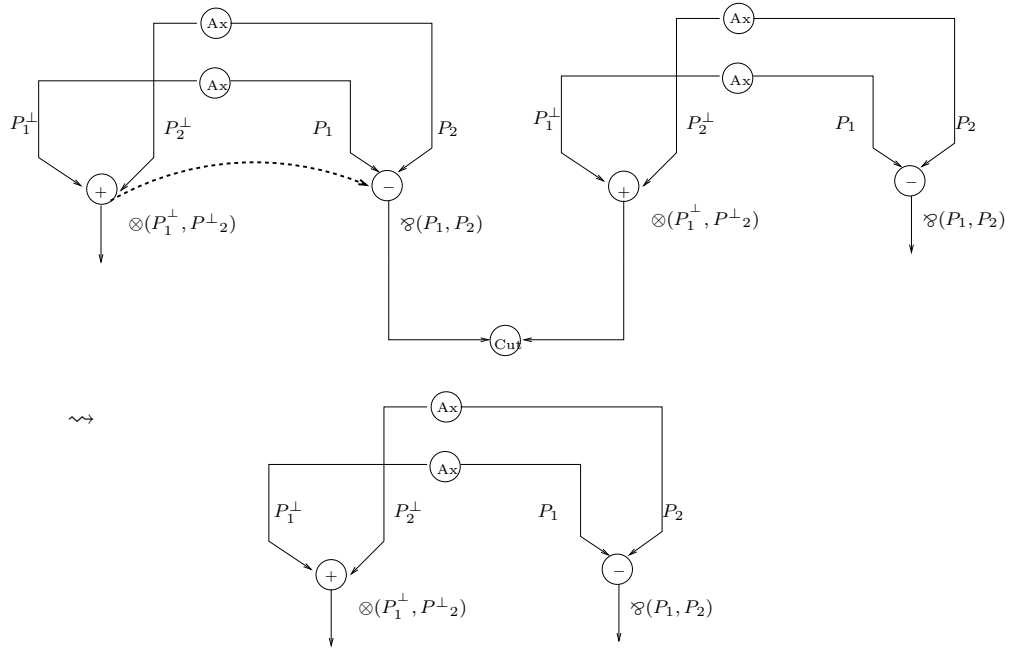 Ax Ax
Ax Ax
P₁^⊥ P₂^⊥ P₁ P₂ P₁^⊥ P₂^⊥ P₁ P₂
+ − + −
⊗(P₁^⊥, P^⊥₂) ⅋(P₁, P₂) ⊗(P₁^⊥, P^⊥₂) ⅋(P₁, P₂)
Cut
⇝ Ax
Ax
P₁^⊥ P₂^⊥ P₁ P₂
+ −
⊗(P₁^⊥, P^⊥₂) ⅋(P₁, P₂)